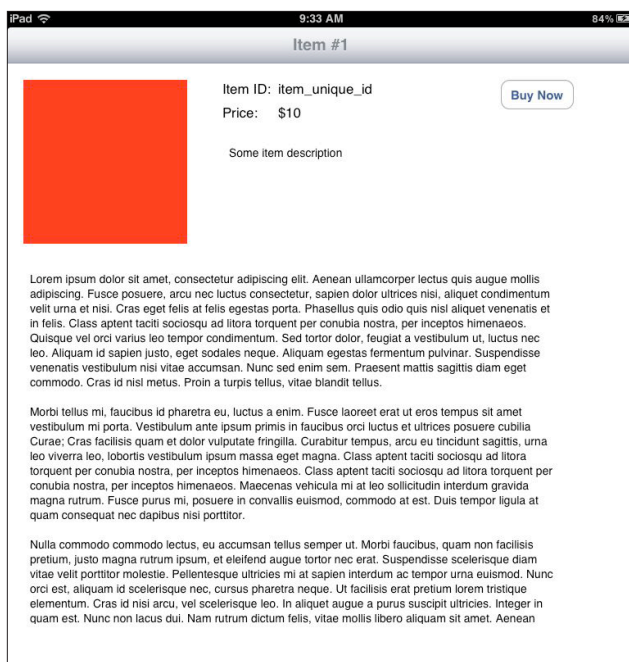 iPad 9:33 AM 84%
Item #1
Item ID: item_unique_id
Buy Now
Price: $10
Some item description
Lorem ipsum dolor sit amet, consectetur adipiscing elit. Aenean ullamcorper lectus quis augue mollis
adipiscing. Fusce posuere, arcu nec luctus consectetur, sapien dolor ultrices nisi, aliquet condimentum
velit urna et nisi. Cras eget felis at felis egestas porta. Phasellus quis odio quis nisl aliquet venenatis et
in felis. Class aptent taciti sociosqu ad litora torquent per conubia nostra, per inceptos himenaeos.
Quisque vel orci varius leo tempor condimentum. Sed tortor dolor, feugiat a vestibulum ut, luctus nec
leo. Aliquam id sapien justo, eget sodales neque. Aliquam egestas fermentum pulvinar. Suspendisse
venenatis vestibulum nisi vitae accumsan. Nunc sed enim sem. Praesent mattis sagittis diam eget
commodo. Cras id nisl metus. Proin a turpis tellus, vitae blandit tellus.
Morbi tellus mi, faucibus id pharetra eu, luctus a enim. Fusce laoreet erat ut eros tempus sit amet
vestibulum mi porta. Vestibulum ante ipsum primis in faucibus orci luctus et ultrices posuere cubilia
Curae; Cras facilisis quam et dolor vulputate fringilla. Curabitur tempus, arcu eu tincidunt sagittis, urna
leo viverra leo, lobortis vestibulum ipsum massa eget magna. Class aptent taciti sociosqu ad litora
torquent per conubia nostra, per inceptos himenaeos. Class aptent taciti sociosqu ad litora torquent per
conubia nostra, per inceptos himenaeos. Maecenas vehicula mi at leo sollicitudin interdum gravida
magna rutrum. Fusce purus mi, posuere in convallis euismod, commodo at est. Duis tempor ligula at
quam consequat nec dapibus nisi porttitor.
Nulla commodo commodo lectus, eu accumsan tellus semper ut. Morbi faucibus, quam non facilisis
pretium, justo magna rutrum ipsum, et eleifend augue tortor nec erat. Suspendisse scelerisque diam
vitae velit porttitor molestie. Pellentesque ultricies mi at sapien interdum ac tempor urna euismod. Nunc
orci est, aliquam id scelerisque nec, cursus pharetra neque. Ut facilisis erat pretium lorem tristique
elementum. Cras id nisi arcu, vel scelerisque leo. In aliquet augue a purus suscipit ultricies. Integer in
quam est. Nunc non lacus dui. Nam rutrum dictum felis, vitae mollis libero aliquam sit amet. Aenean